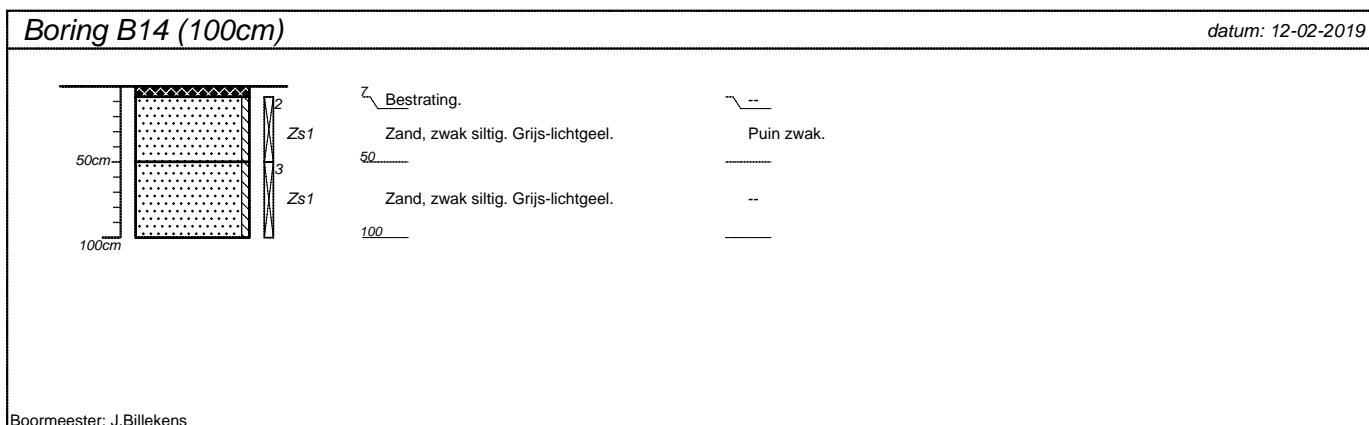 Boring B14 (100cm) datum: 12-02-2019
7 Bestrating. --
2
Zs1 Zand, zwak siltig. Grijs-lichtgeel. Puin zwak.
50cm 50
3
Zs1 Zand, zwak siltig. Grijs-lichtgeel. --
100cm 100
Boormeester: J.Billekens